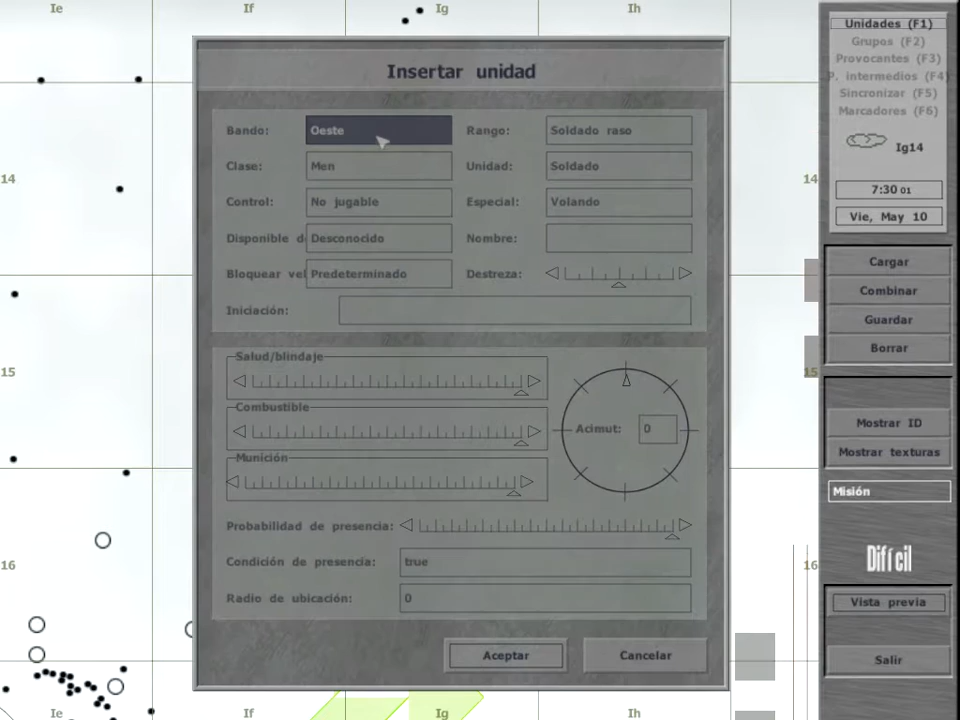 Ie If Ig Ih
Insertar unidad
Bando: Oeste Rango: Soldado raso
Clase: Men Unidad: Soldado
Control: No jugable Especial: Volando
Disponible d Desconocido Nombre:
Bloquear vel Predeterminado Destreza:
Iniciación:
Salud/blindaje
Combustible
Munición
Acimut: 0
Probabilidad de presencia:
Condición de presencia: true
Radio de ubicación: 0
Aceptar Cancelar
14 14
15 15
16 16
Ie If Ig Ih
Unidades (F1)
Grupos (F2)
Provocantes (F3)
P. intermedios (F4)
Sincronizar (F5)
Marcadores (F6)
Ig14
7:30 01
Vie, May 10
Cargar
Combinar
Guardar
Borrar
Mostrar ID
Mostrar texturas
Misión
Difícil
Vista previa
Salir